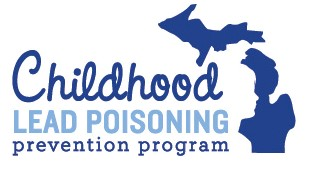 Childhood
LEAD POISONING
prevention program